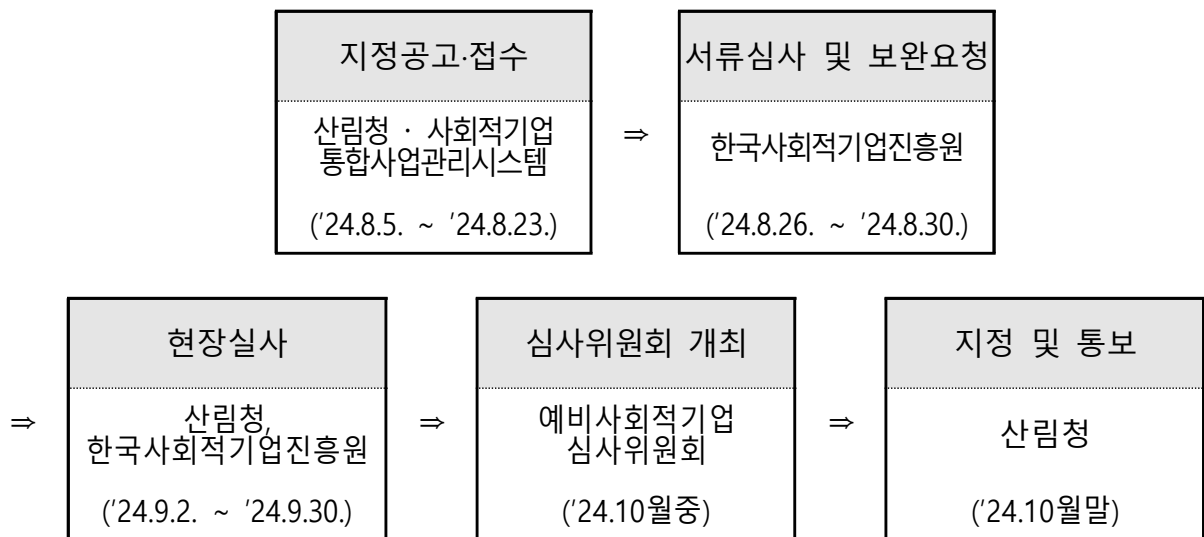 지정공고·접수
산림청 · 사회적기업
통합사업관리시스템
('24.8.5. ~ '24.8.23.)
⇒
서류심사 및 보완요청
한국사회적기업진흥원
('24.8.26. ~ '24.8.30.)
⇒
현장실사
산림청,
한국사회적기업진흥원
('24.9.2. ~ '24.9.30.)
⇒
심사위원회 개최
예비사회적기업
심사위원회
('24.10월중)
⇒
지정 및 통보
산림청
('24.10월말)